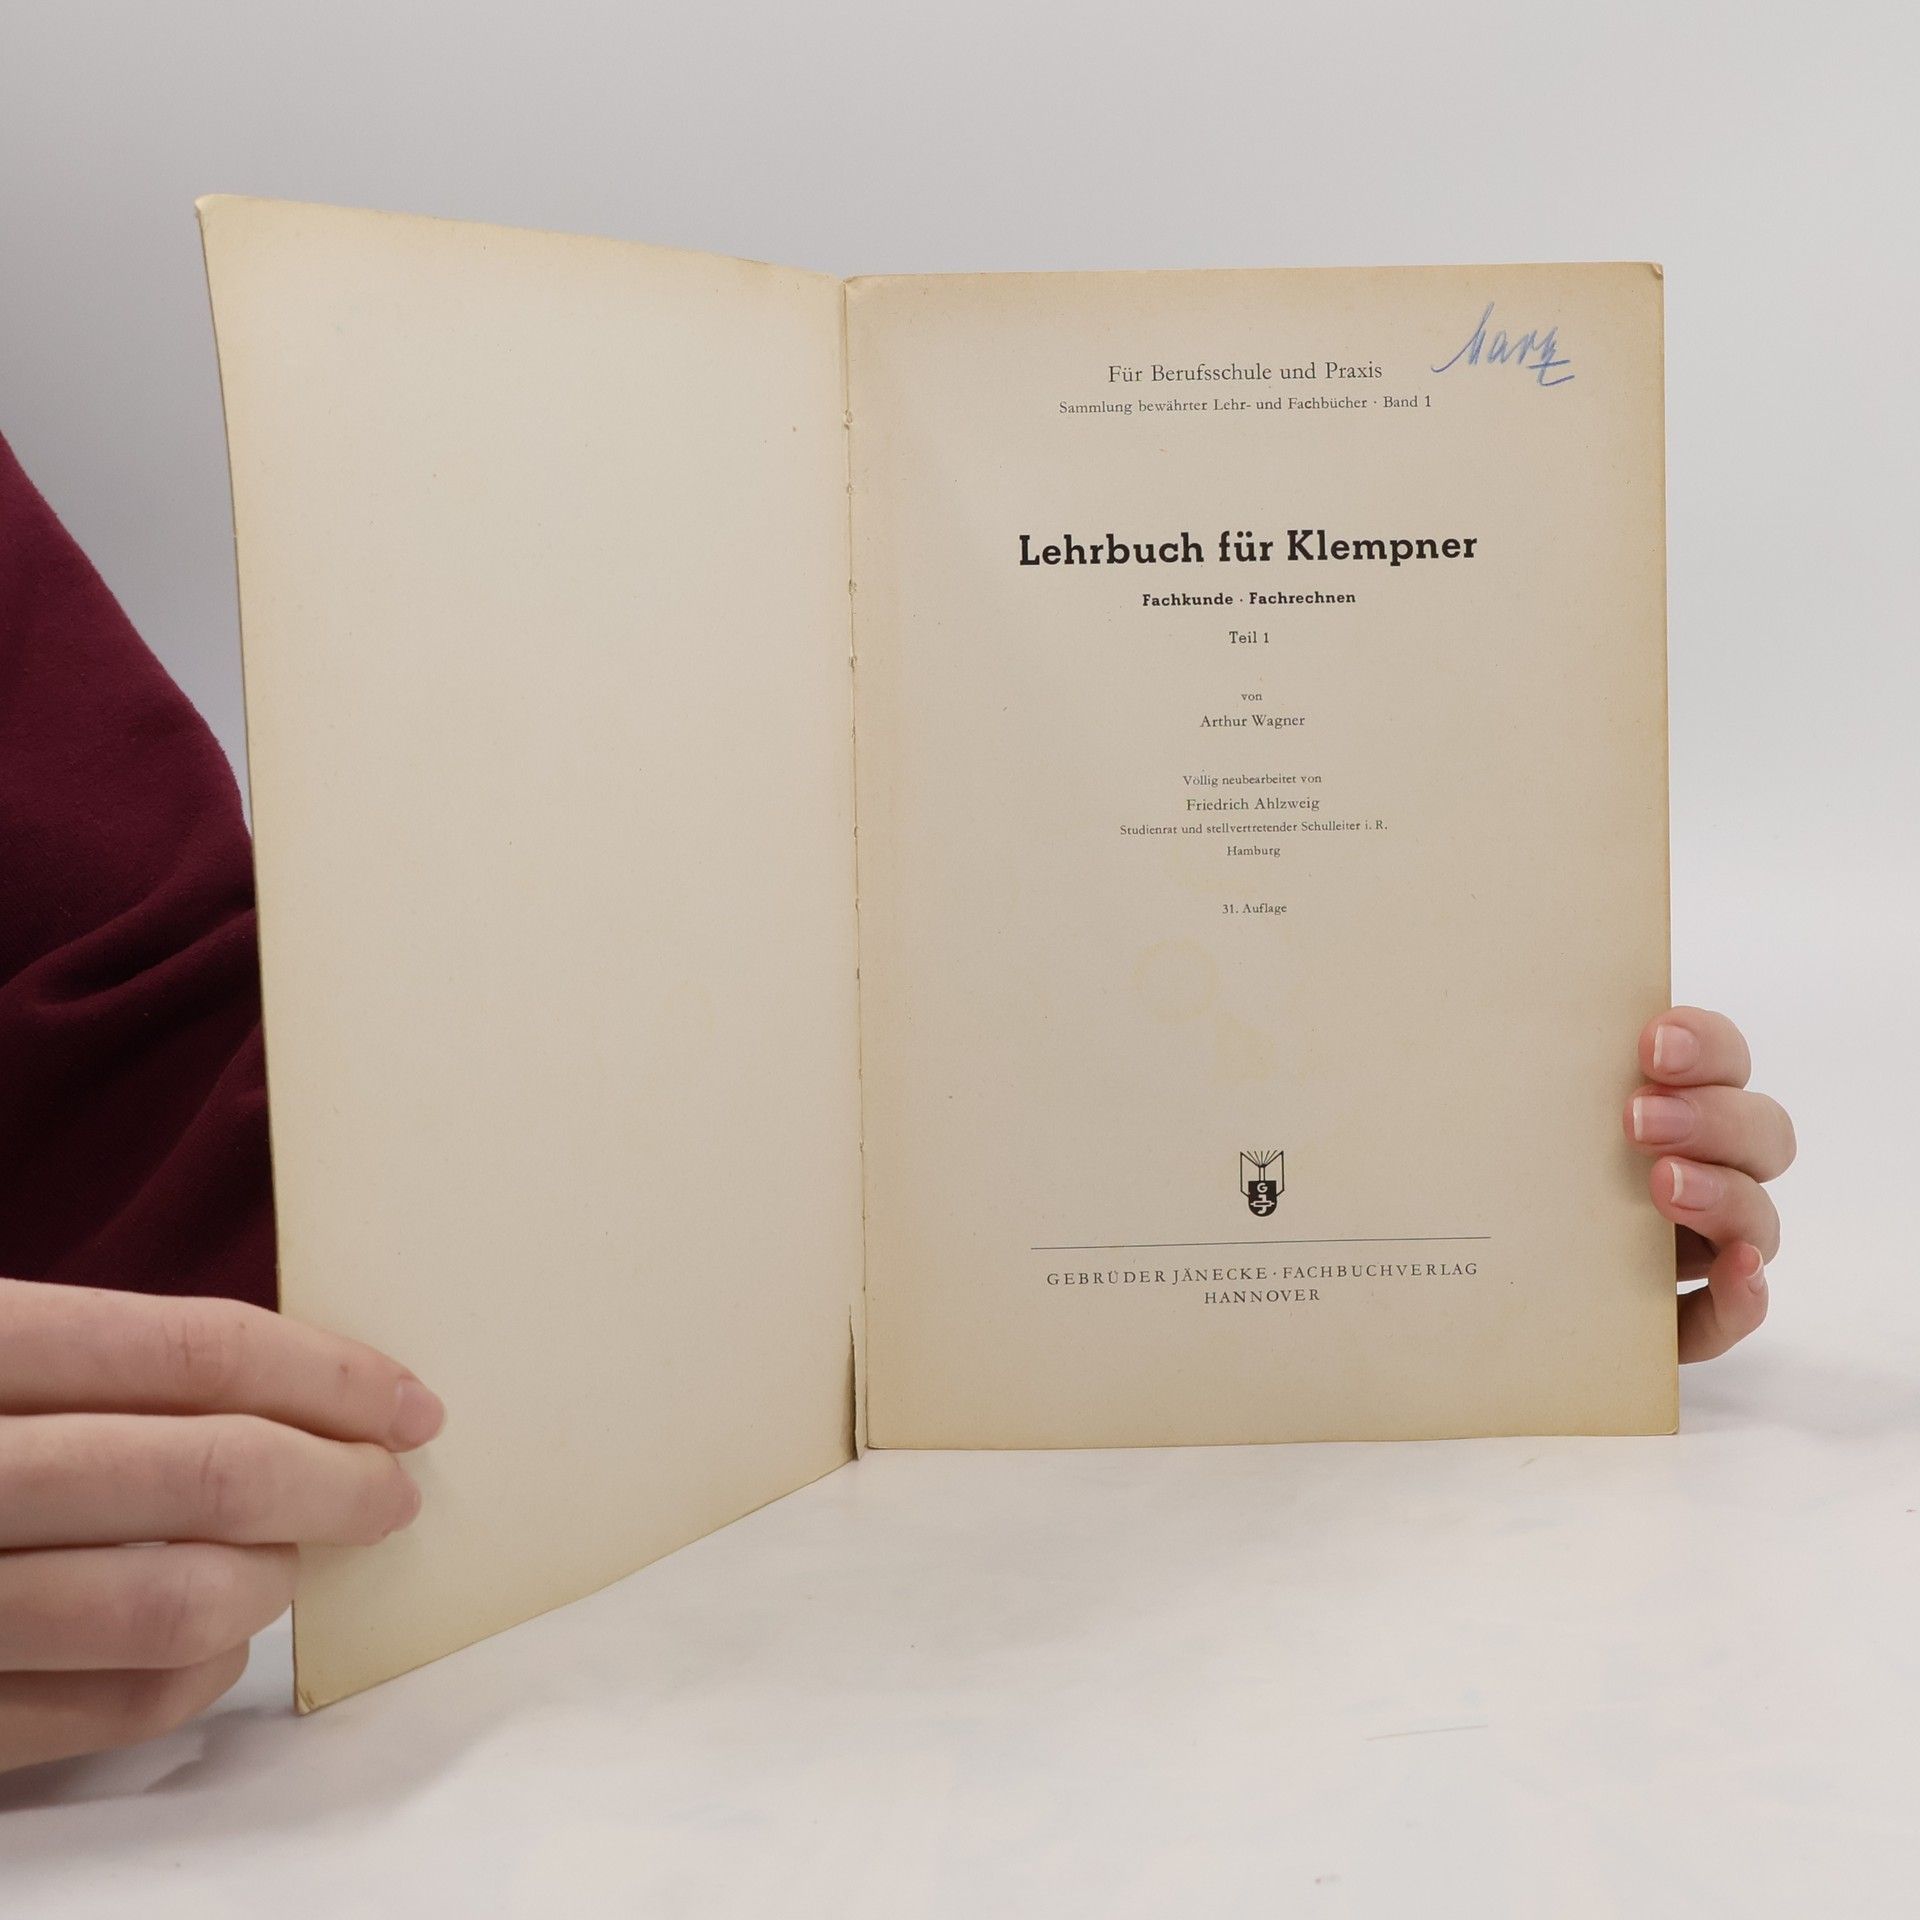 Für Berufsschule und Praxis
Sammlung bewährter Lehr- und Fachbücher · Band 1
Lehrbuch für Klempner
Fachkunde · Fachrechnen
Teil 1
von
Arthur Wagner
Völlig neubearbeitet von
Friedrich Ahlzweig
Studienrat und stellvertretender Schulleiter i. R.
Hamburg
31. Auflage
G
J
GEBRÜDER JÄNECKE · FACHBUCHVERLAG
HANNOVER